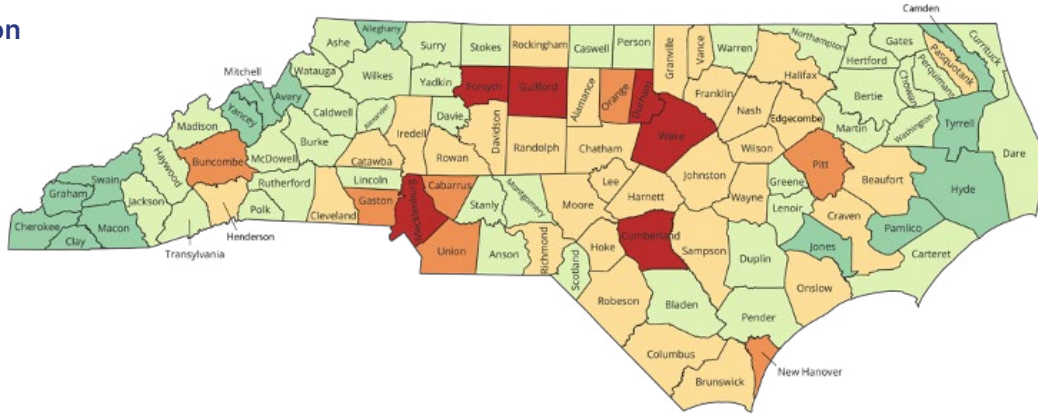 on
Camden
Ashe
Alleghany
Surry
Stokes
Rockingham
Caswell
Person
Granville
Vance
Warren
Northampton
Gates
Currituck
Pasquotank
Perquimans
Hertford
Chowan
Halifax
Bertie
Mitchell
Watauga
Wilkes
Yadkin
Forsyth
Guilford
Alamance
Orange
Durham
Franklin
Nash
Edgecombe
Martin
Washington
Tyrrell
Dare
Avery
Yancey
Caldwell
Alexander
Iredell
Davie
Davidson
Randolph
Chatham
Wake
Wilson
Pitt
Beaufort
Hyde
Madison
Buncombe
McDowell
Burke
Catawba
Rowan
Haywood
Swain
Graham
Jackson
Rutherford
Lincoln
Cabarrus
Stanly
Montgomery
Moore
Lee
Harnett
Johnston
Wayne
Greene
Lenoir
Craven
Pamlico
Cherokee
Clay
Macon
Polk
Cleveland
Gaston
Mecklenburg
Union
Anson
Richmond
Scotland
Hoke
Cumberland
Sampson
Duplin
Jones
Carteret
Onslow
Transylvania
Henderson
Robeson
Bladen
Pender
Columbus
Brunswick
New Hanover